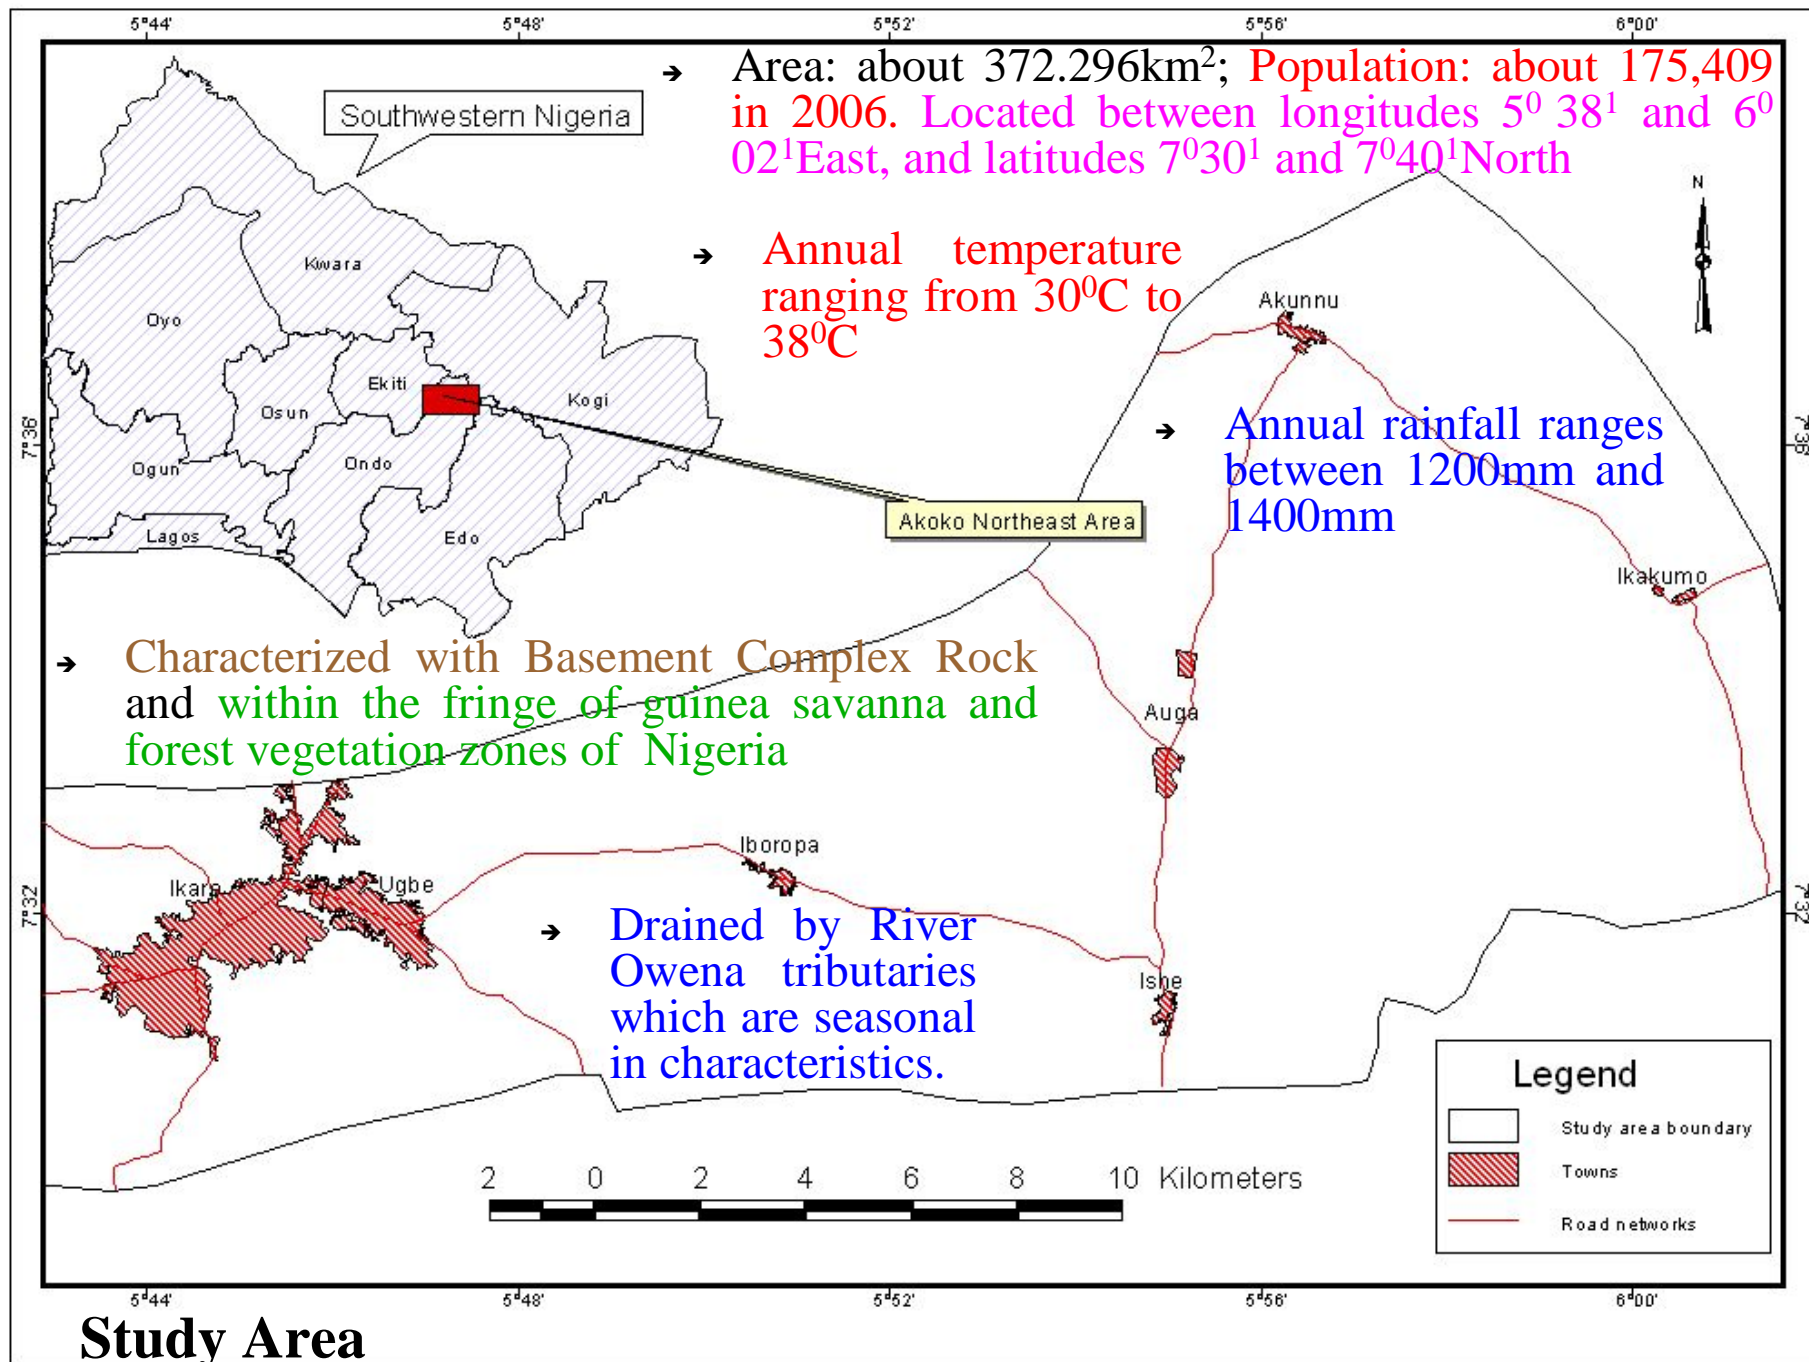 5°44'
5°48'
5°52'
5°56'
6°00'
➔ Area: about 372.296km²; Population: about 175,409
in 2006. Located between longitudes 5⁰ 38¹ and 6⁰
02¹East, and latitudes 7⁰30¹ and 7⁰40¹North
Southwestern Nigeria
N
➔ Annual temperature
ranging from 30⁰C to
38⁰C
Kwara
Oyo
Ekiti
Osun
Kogi
Ogun
Ondo
Lagos
Edo
Akoko Northeast Area
Akunnu
➔ Annual rainfall ranges
between 1200mm and
1400mm
7°36'
7°36'
Ikakumo
➔ Characterized with Basement Complex Rock
and within the fringe of guinea savanna and
forest vegetation zones of Nigeria
Auga
Iboropa
Ikare
Ugbe
7°32'
7°32'
➔ Drained by River
Owena tributaries
which are seasonal
in characteristics.
Ishe
Legend
Study area boundary
Towns
Road networks
2 0 2 4 6 8 10 Kilometers
5°44'
5°48'
5°52'
5°56'
6°00'
Study Area